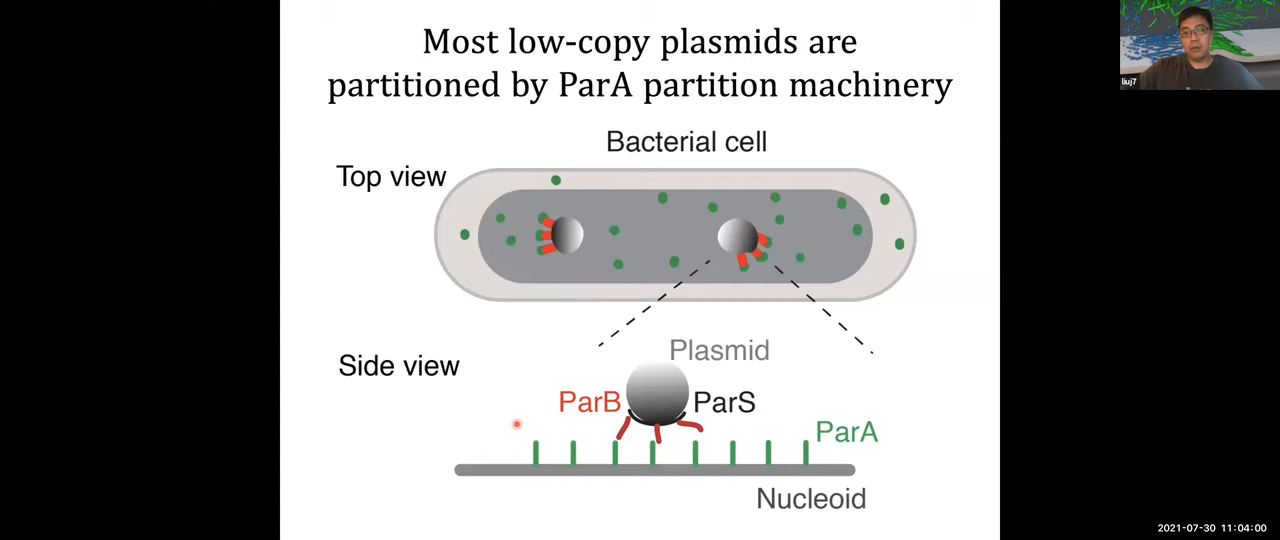 Most low-copy plasmids are
partitioned by ParA partition machinery
Bacterial cell
Top view
Side view
Plasmid
ParB
ParS
ParA
Nucleoid
liuj7
2021-07-30 11:04:00